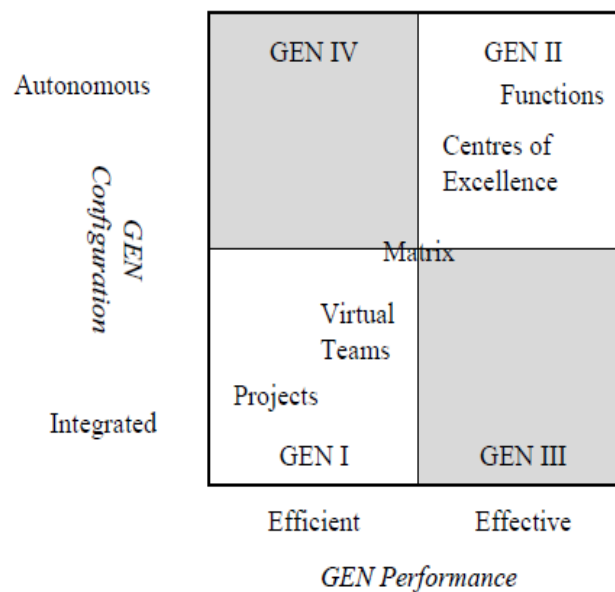 GEN IV
GEN II
Autonomous
Functions
Centres of
Excellence
GEN
Configuration
Matrix
Virtual
Teams
Projects
Integrated
GEN I
GEN III
Efficient
Effective
GEN Performance